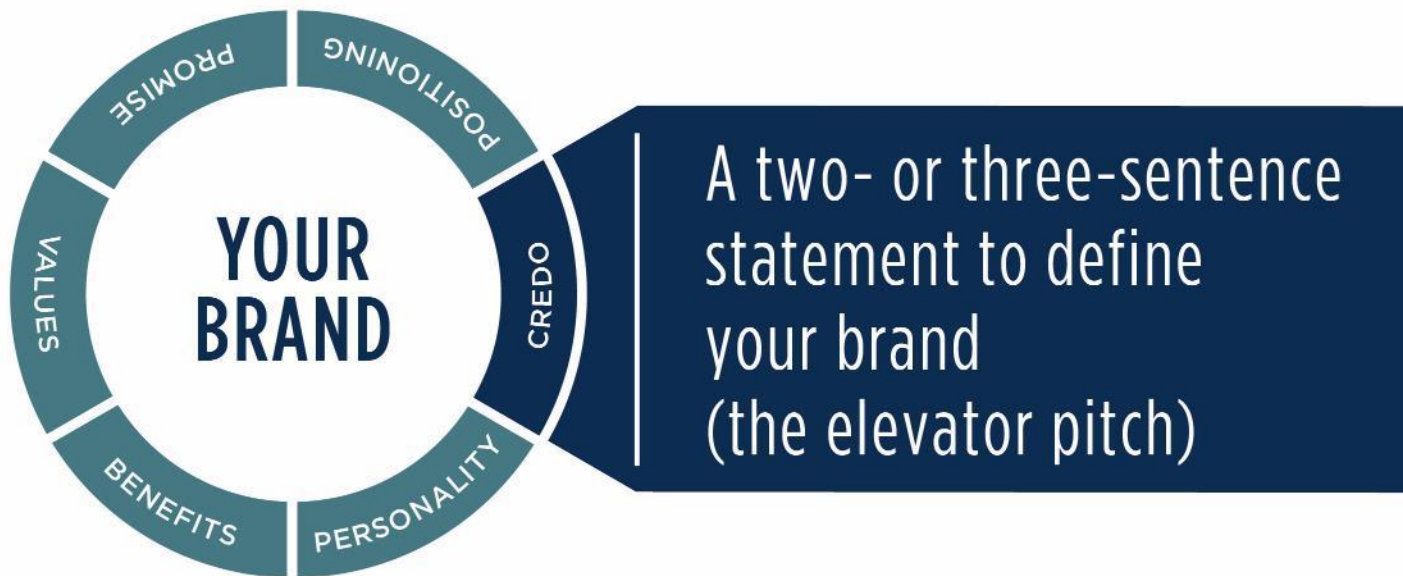 PROMISE
POSITIONING
VALUES
YOUR
BRAND
CREDO
BENEFITS
PERSONALITY
A two- or three-sentence
statement to define
your brand
(the elevator pitch)